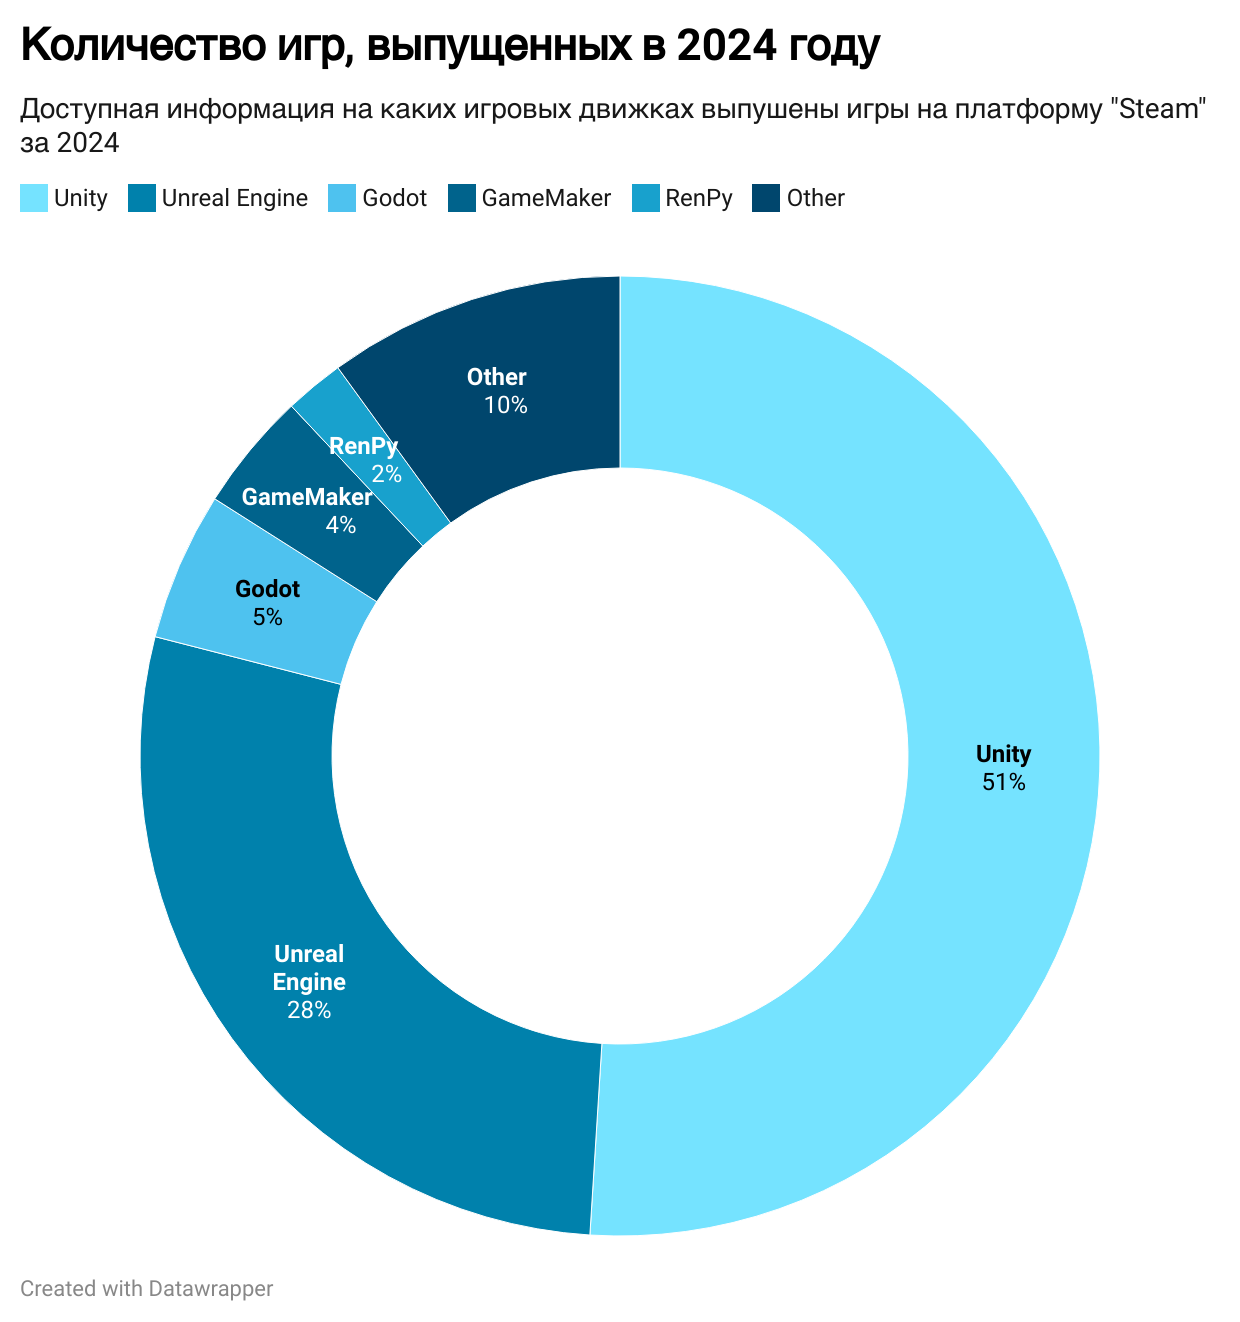 Количество игр, выпущенных в 2024 году
Доступная информация на каких игровых движках выпушены игры на платформу "Steam"
за 2024
Unity Unreal Engine Godot GameMaker RenPy Other
Other
10%
RenPy
2%
GameMaker
4%
Godot
5%
Unity
51%
Unreal
Engine
28%
Created with Datawrapper